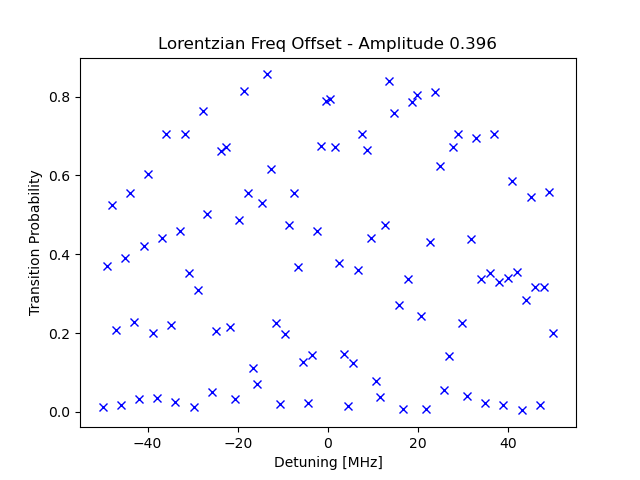 Lorentzian Freq Offset - Amplitude 0.396
Transition Probability
0.8
0.6
0.4
0.2
0.0
−40 −20 0 20 40
Detuning [MHz]